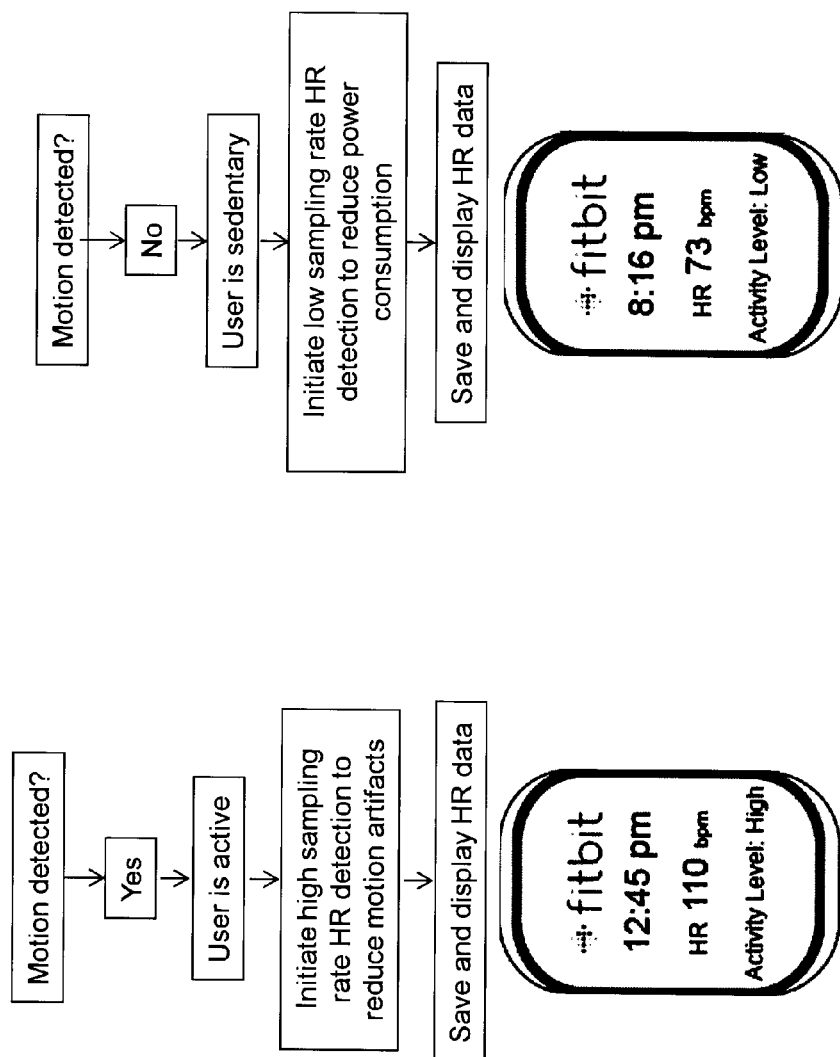 Motion detected?
Yes
User is active
Initiate high sampling
rate HR detection to
reduce motion artifacts
Save and display HR data
fitbit
12:45 pm
HR 110 bpm
Activity Level: High
Motion detected?
No
User is sedentary
Initiate low sampling rate HR
detection to reduce power
consumption
Save and display HR data
fitbit
8:16 pm
HR 73 bpm
Activity Level: Low